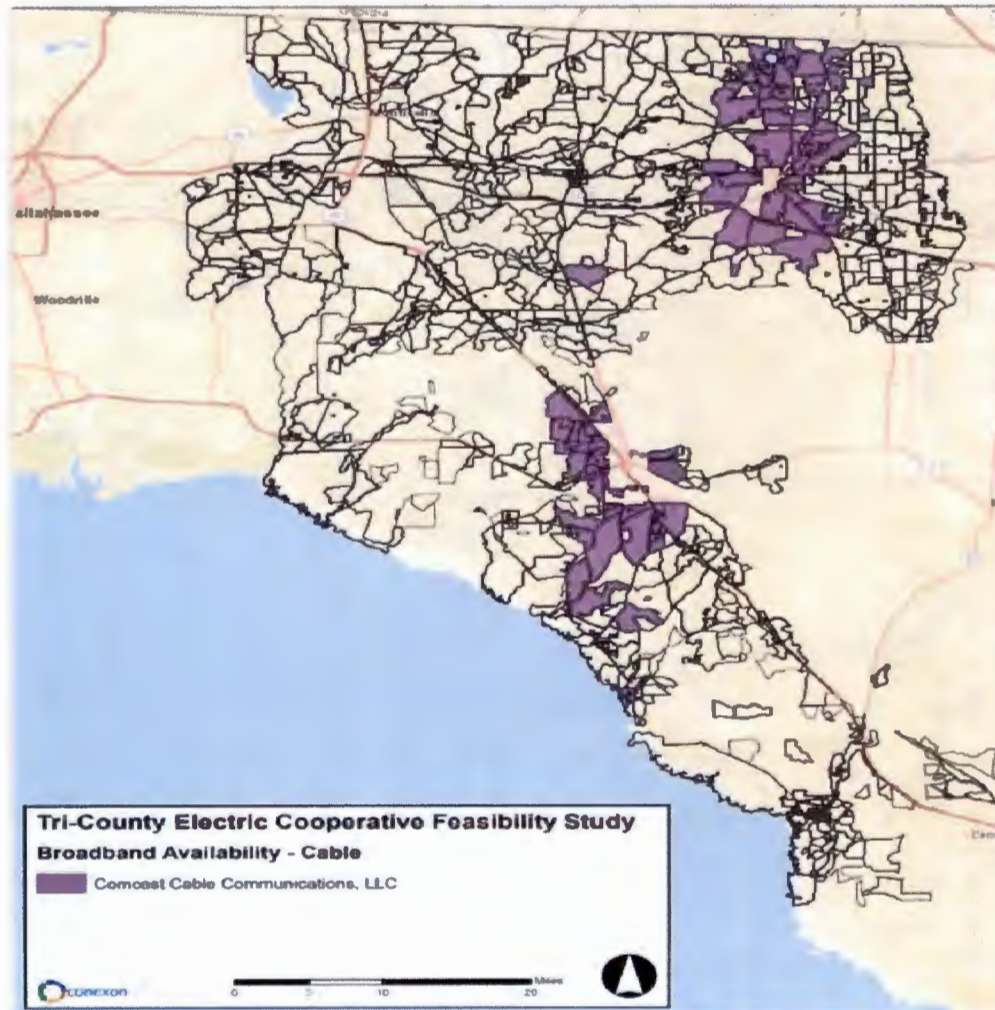 Woodville
Tri-County Electric Cooperative Feasibility Study
Broadband Availability - Cable
Comcast Cable Communications, LLC
conexon
0 5 10 20 Miles